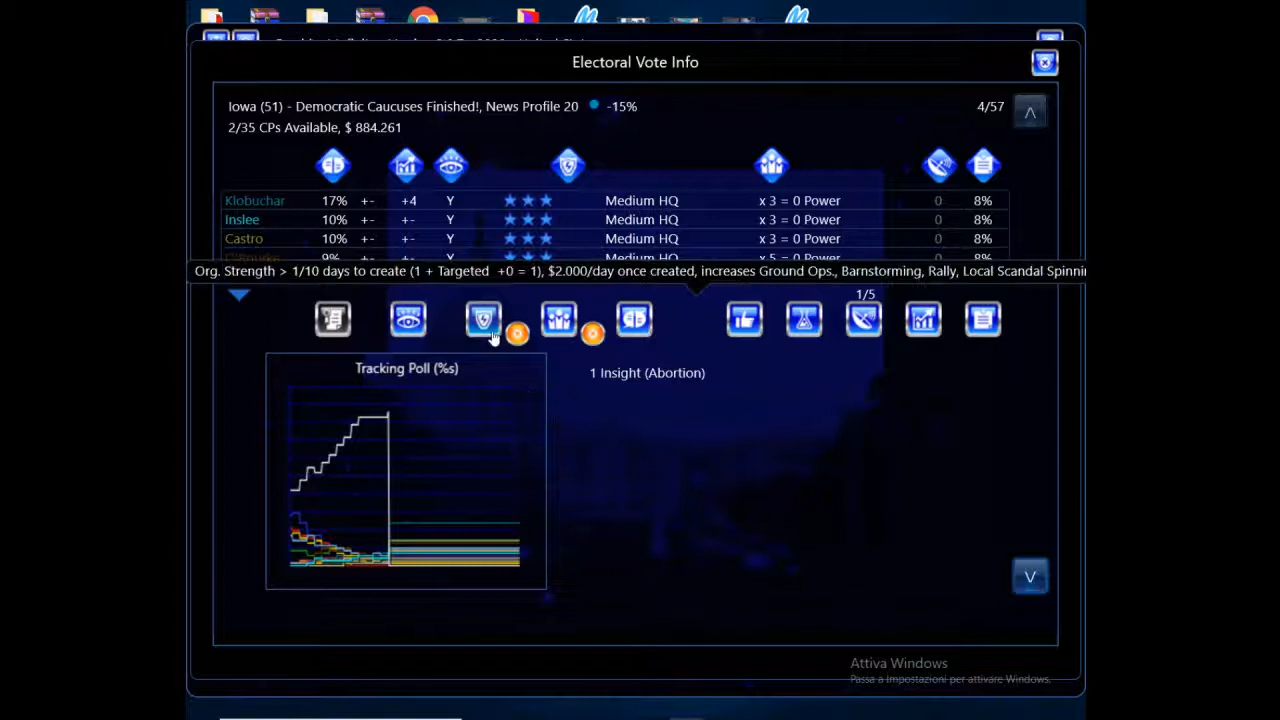 Electoral Vote Info
Iowa (51) - Democratic Caucuses Finished!, News Profile 20 -15% 4/57
2/35 CPs Available, $ 884.261
Klobuchar 17% +- +4 Y Medium HQ x 3 = 0 Power 0 8%
Inslee 10% +- +- Y Medium HQ x 3 = 0 Power 0 8%
Castro 10% +- +- Y Medium HQ x 3 = 0 Power 0 8%
Org. Strength > 1/10 days to create (1 + Targeted +0 = 1), $2.000/day once created, increases Ground Ops., Barnstorming, Rally, Local Scandal Spinni
1/5
Tracking Poll (%s)
1 Insight (Abortion)
Attiva Windows
Passa a Impostazioni per attivare Windows.